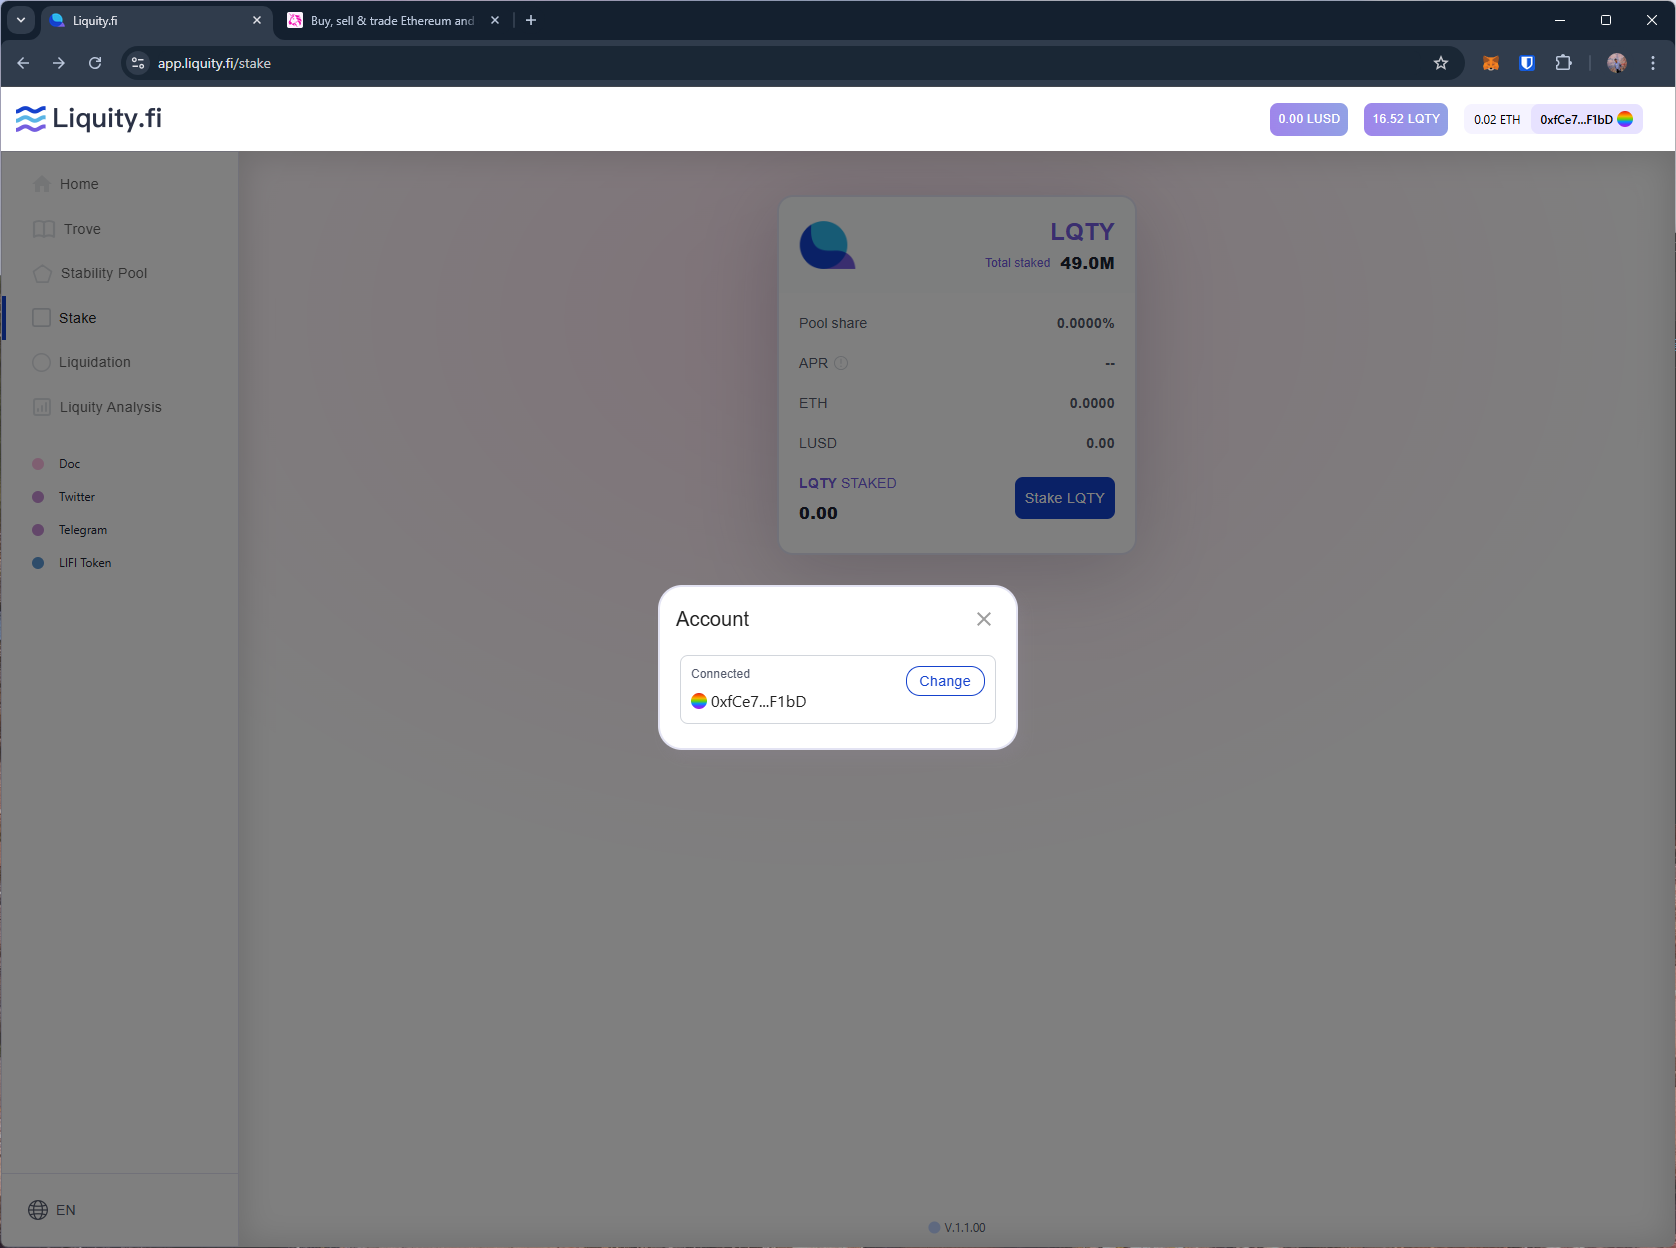 Liquity.fi
Buy, sell & trade Ethereum and
app.liquity.fi/stake
Liquity.fi
0.00 LUSD
16.52 LQTY
0.02 ETH
0xfCe7...F1bD
Home
Trove
Stability Pool
Stake
Liquidation
Liquity Analysis
Doc
Twitter
Telegram
LIFI Token
EN
LQTY
Total staked 49.0M
Pool share 0.0000%
APR --
ETH 0.0000
LUSD 0.00
LQTY STAKED
0.00
Stake LQTY
Account
Connected
0xfCe7...F1bD
Change
V.1.1.00